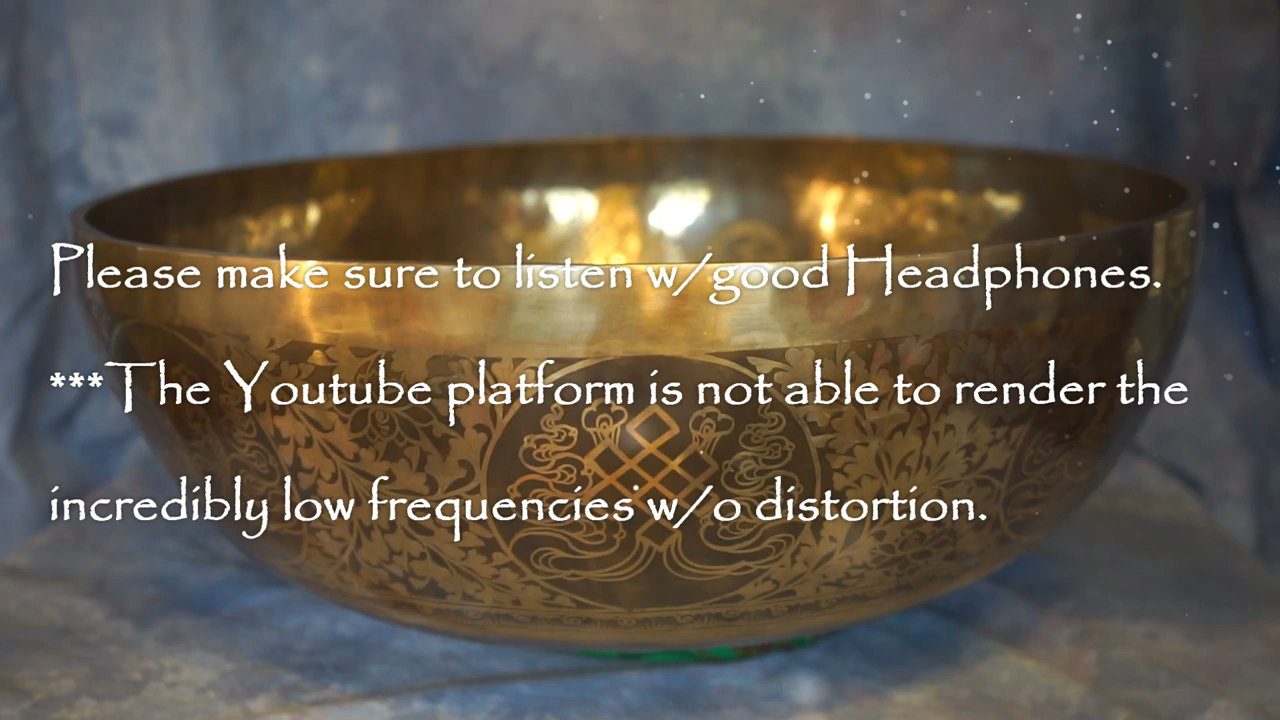 Please make sure to listen w/good Headphones.
***The Youtube platform is not able to render the
incredibly low frequencies w/o distortion.